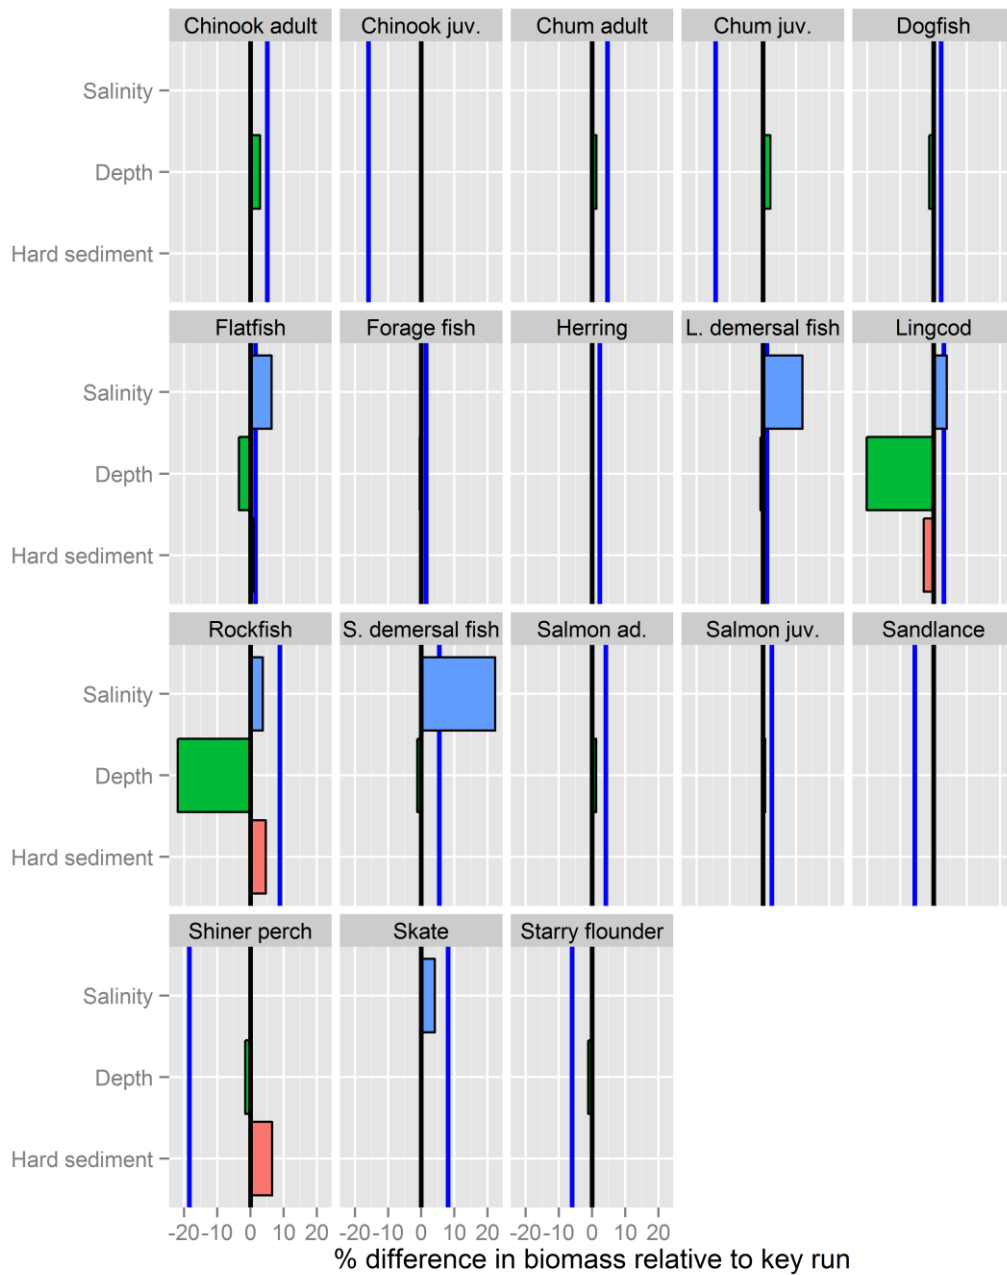 Chinook adult Chinook juv. Chum adult Chum juv. Dogfish
Salinity
Depth
Hard sediment
Flatfish Forage fish Herring L. demersal fish Lingcod
Salinity
Depth
Hard sediment
Rockfish S. demersal fish Salmon ad. Salmon juv. Sandlance
Salinity
Depth
Hard sediment
Shiner perch Skate Starry flounder
Salinity
Depth
Hard sediment
-20 -10 0 10 20 -20 -10 0 10 20 -20 -10 0 10 20
% difference in biomass relative to key run